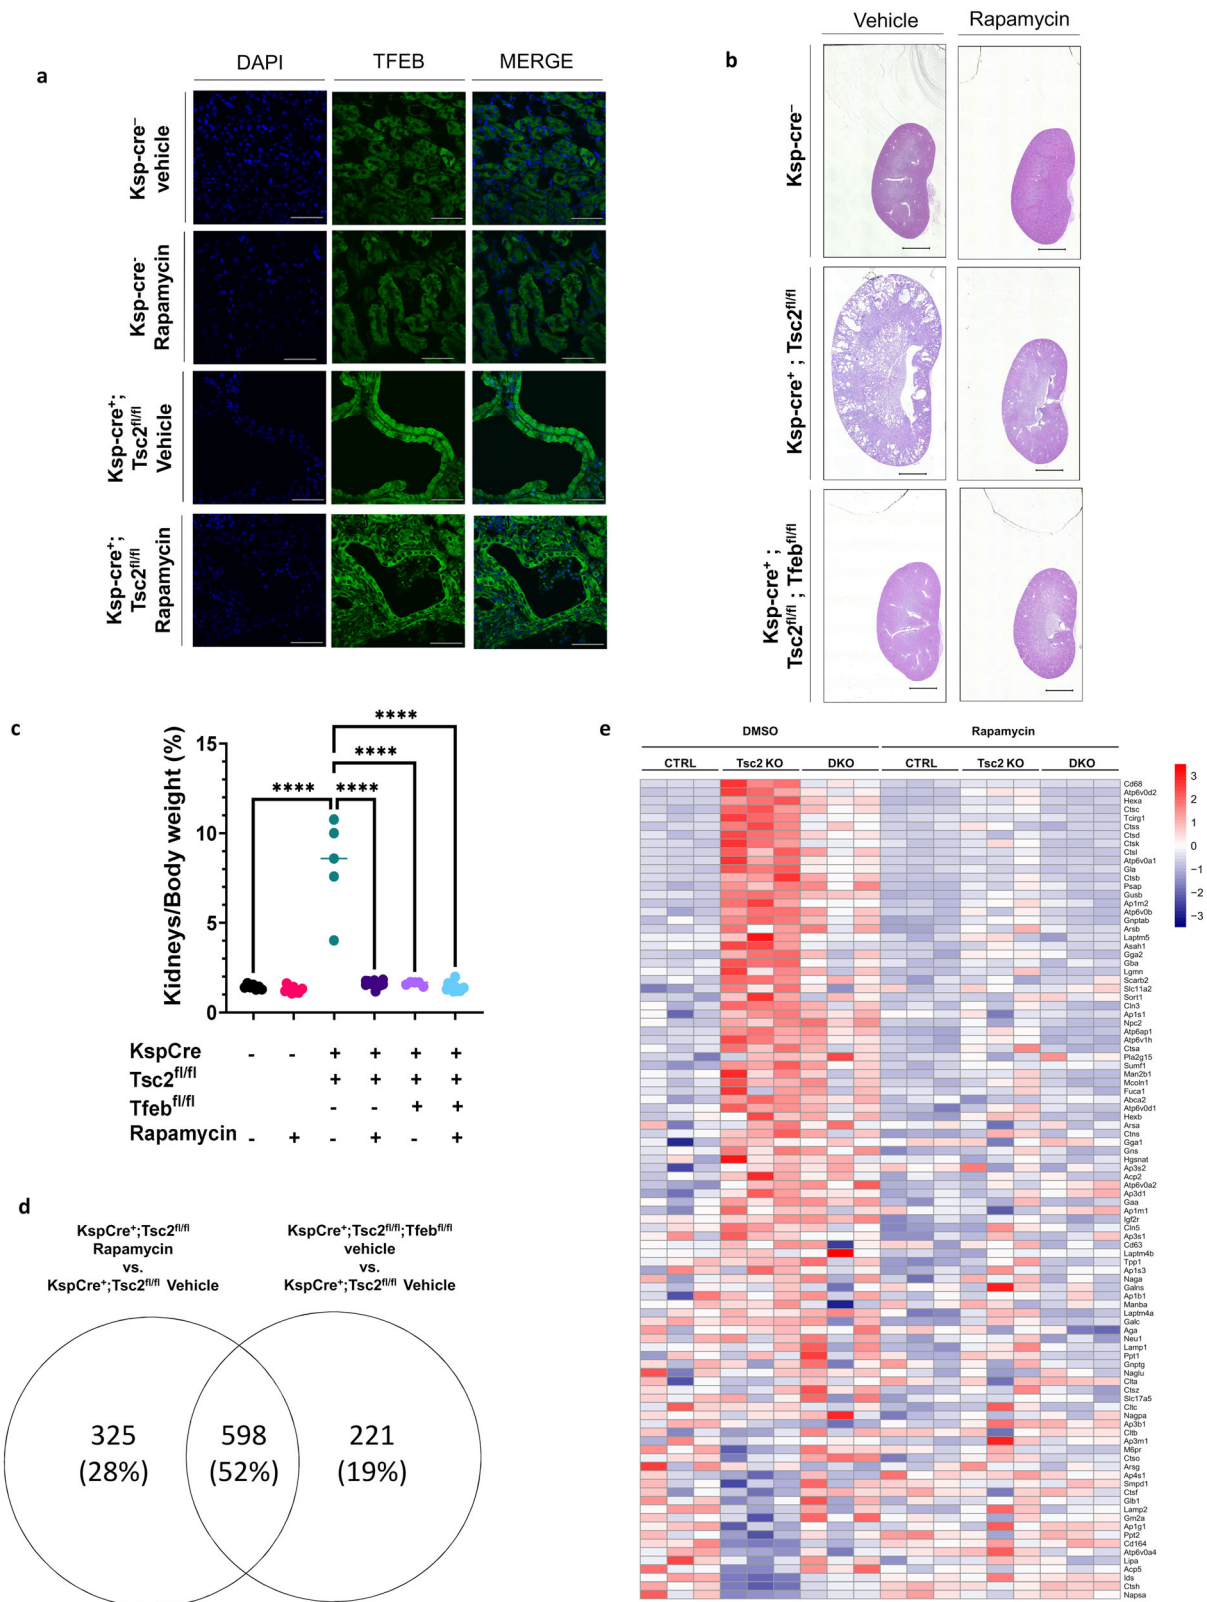 a
DAPI TFEB MERGE
Ksp-cre⁻
vehicle
Ksp-cre⁻
Rapamycin
Ksp-cre⁺;
Tsc2fl/fl
Vehicle
Ksp-cre⁺;
Tsc2fl/fl
Rapamycin
b
Vehicle Rapamycin
Ksp-cre⁻
Ksp-cre⁺ ; Tsc2fl/fl
Ksp-cre⁺ ;
Tsc2fl/fl ; Tfebfl/fl
c
Kidneys/Body weight (%)
15
10
5
0
****
****
**** ****
KspCre - - + + + +
Tsc2fl/fl + + + +
Tfebfl/fl - - + +
Rapamycin - + - + - +
d
KspCre⁺;Tsc2fl/fl
Rapamycin
vs.
KspCre⁺;Tsc2fl/fl Vehicle
KspCre⁺;Tsc2fl/fl;Tfebfl/fl
vehicle
vs.
KspCre⁺;Tsc2fl/fl Vehicle
325
(28%)
598
(52%)
221
(19%)
e
DMSO Rapamycin
CTRL Tsc2 KO DKO CTRL Tsc2 KO DKO
Cd68
Atp6v0d2
Hexa
Ctsc
Tcirg1
Ctss
Ctsd
Ctsk
Ctsl
Atp6v0a1
Gla
Ctsb
Psap
Gusb
Ap1m2
Atp6v0b
Gnptab
Arsb
Laptm5
Asah1
Gga2
Gba
Lgmn
Scarb2
Slc11a2
Sort1
Cln3
Ap1s1
Npc2
Atp6ap1
Atp6v1h
Ctsa
Pla2g15
Sumf1
Man2b1
Mcoln1
Fuca1
Abca2
Atp6v0d1
Hexb
Arsa
Ctns
Gga1
Gns
Hgsnat
Ap3s2
Acp2
Atp6v0a2
Ap3d1
Gaa
Ap1m1
Igf2r
Cln5
Ap3s1
Cd63
Laptm4b
Tpp1
Ap1s3
Naga
Galns
Ap1b1
Manba
Laptm4a
Galc
Aga
Neu1
Lamp1
Ppt1
Gnptg
Naglu
Clta
Ctsz
Slc17a5
Cltc
Nagpa
Ap3b1
Cltb
Ap3m1
M6pr
Ctso
Arsg
Ap4s1
Smpd1
Ctsf
Glb1
Lamp2
Gm2a
Ap1g1
Ppt2
Cd164
Atp6v0a4
Lipa
Acp5
Ids
Ctsh
Napsa
3
2
1
0
−1
−2
−3